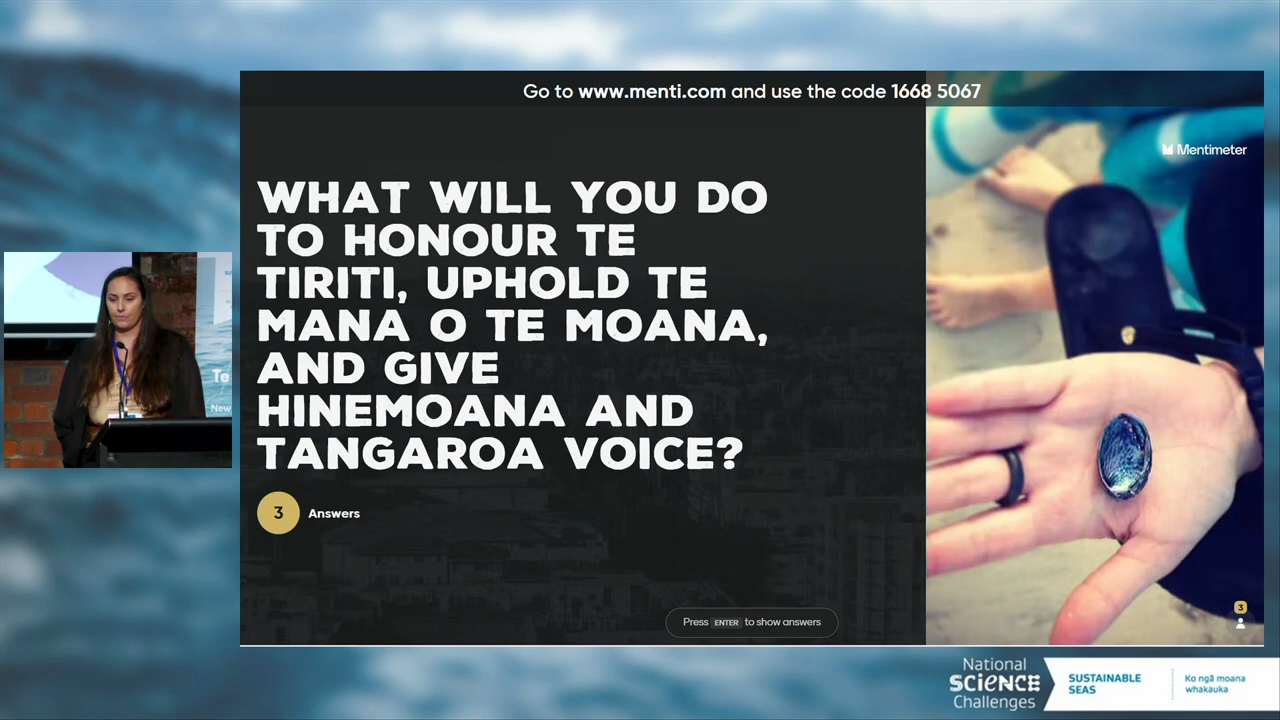 Go to www.menti.com and use the code 1668 5067
Mentimeter
WHAT WILL YOU DO
TO HONOUR TE
TIRITI, UPHOLD TE
MANA O TE MOANA,
AND GIVE
HINEMOANA AND
TANGAROA VOICE?
3 Answers
Press ENTER to show answers
3
Te
New
National
SCIENCE
Challenges
SUSTAINABLE
SEAS
Ko ngā moana
whakauka